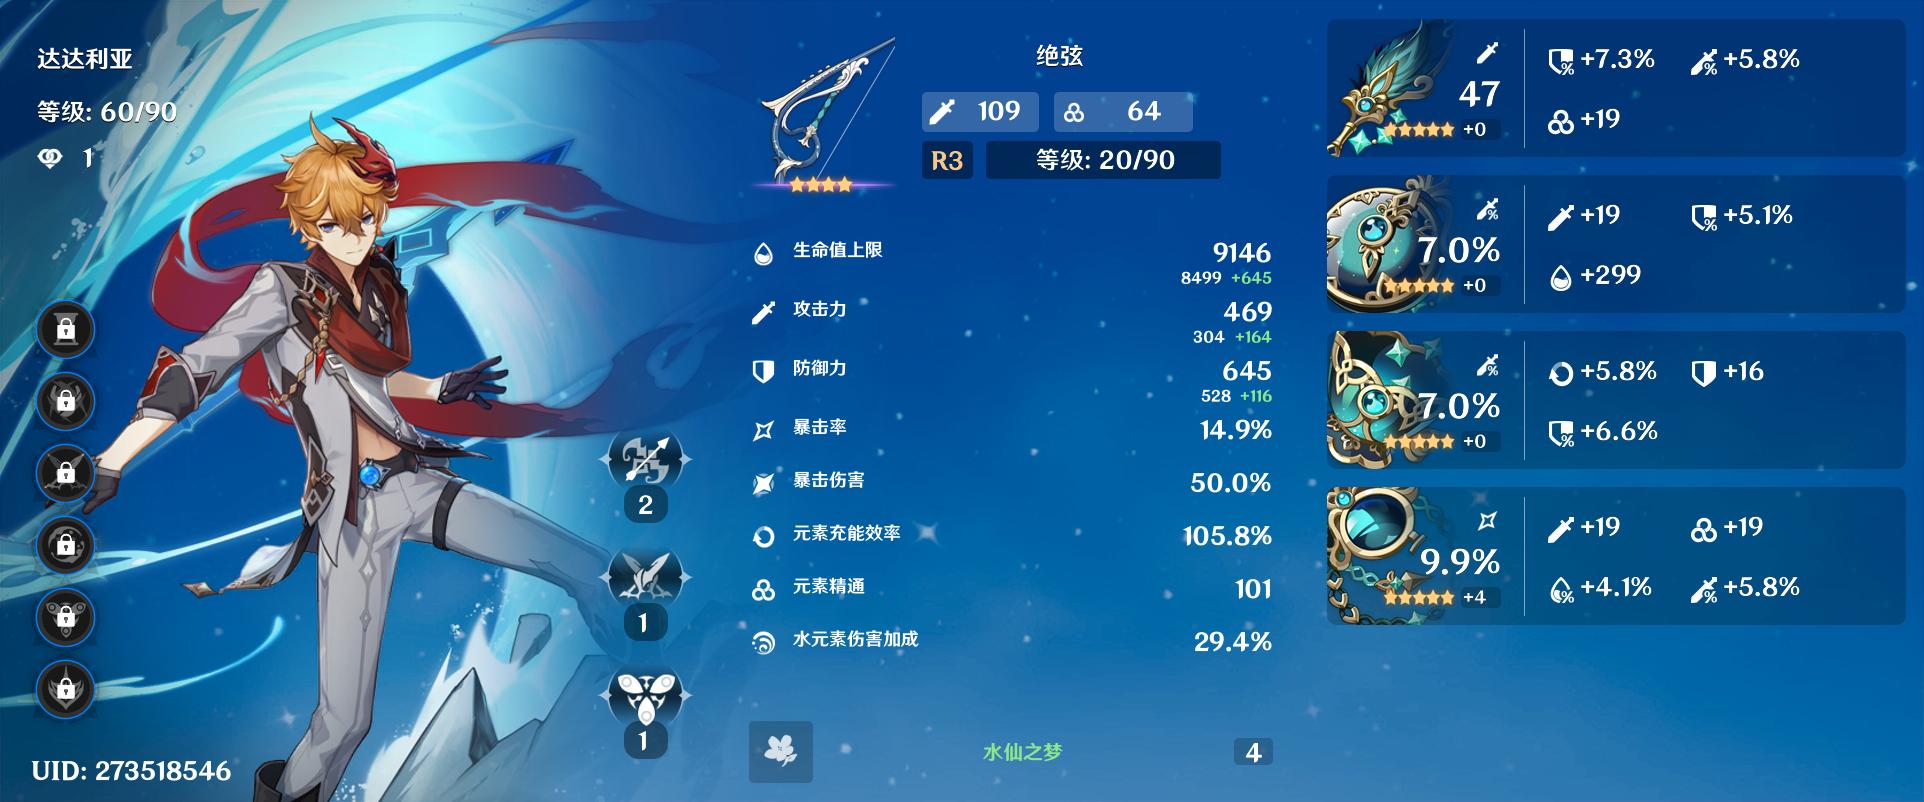 达达利亚
等级: 60/90
1
2
1
1
UID: 273518546
绝弦
109 64
R3 等级: 20/90
生命值上限 9146
8499 +645
攻击力 469
304 +164
防御力 645
528 +116
暴击率 14.9%
暴击伤害 50.0%
元素充能效率 105.8%
元素精通 101
水元素伤害加成 29.4%
水仙之梦 4
47
+0
+7.3% +5.8%
+19
7.0%
+0
+19 +5.1%
+299
7.0%
+0
+5.8% +16
+6.6%
9.9%
+4
+19 +19
+4.1% +5.8%